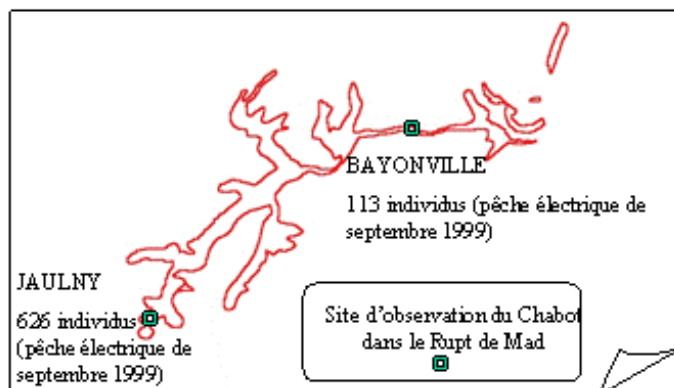 BAYONVILLE
113 individus (pêche électrique de
septembre 1999)
JAULNY
626 individus
(pêche électrique de
septembre 1999)
Site d'observation du Chabot
dans le Rupt de Mad